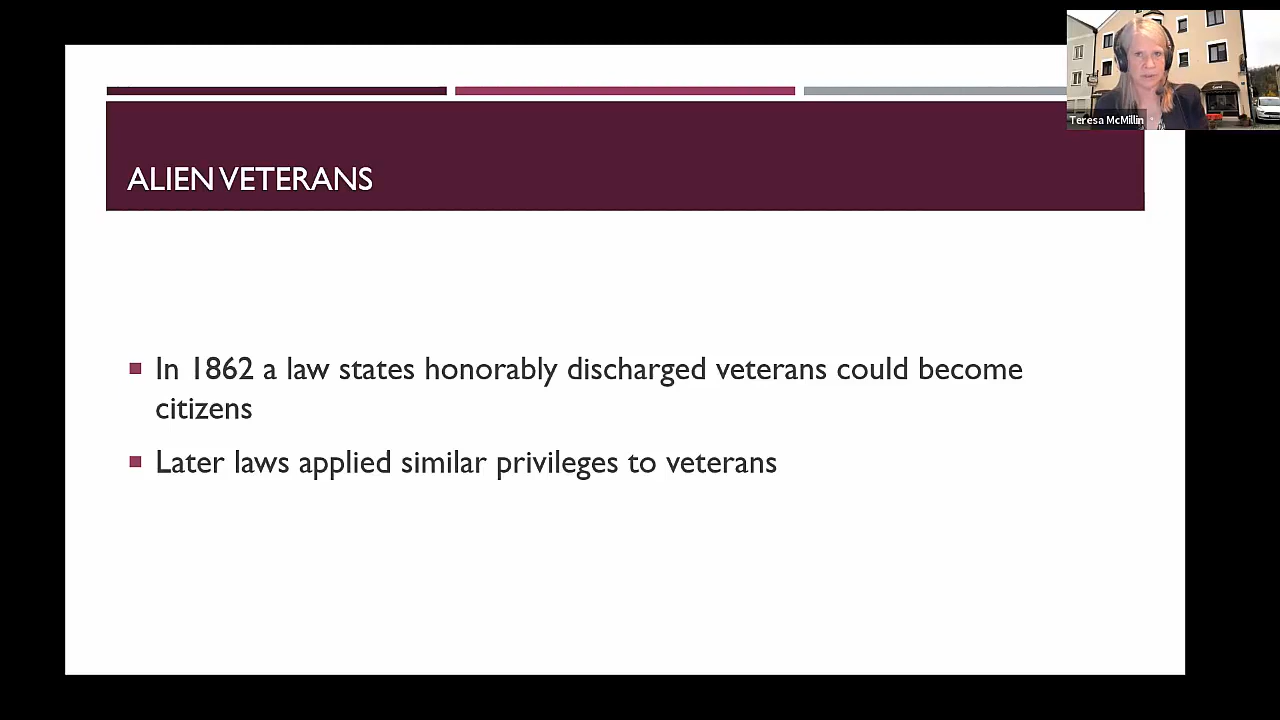 Teresa McMillin
ALIEN VETERANS
In 1862 a law states honorably discharged veterans could become
citizens
Later laws applied similar privileges to veterans